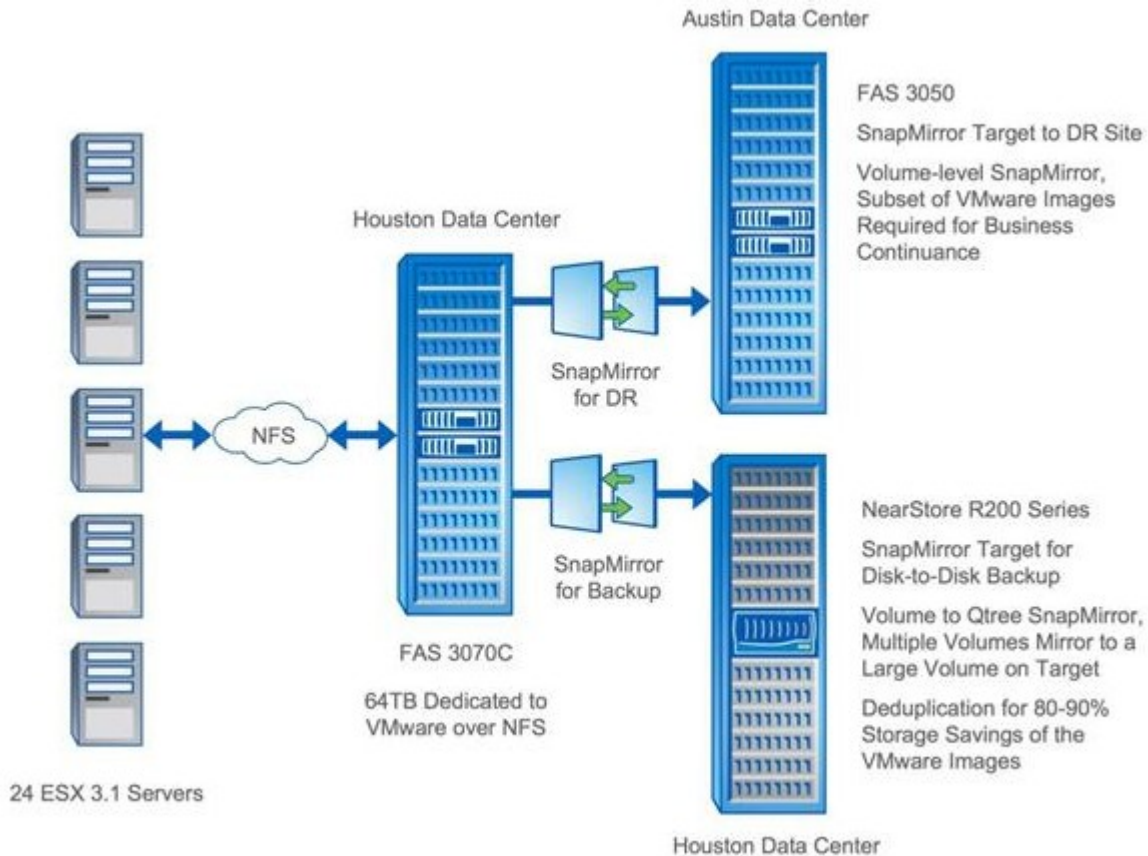 Austin Data Center
FAS 3050
SnapMirror Target to DR Site
Volume-level SnapMirror,
Subset of VMware Images
Required for Business
Continuance
Houston Data Center
SnapMirror
for DR
NFS
SnapMirror
for Backup
FAS 3070C
64TB Dedicated to
VMware over NFS
24 ESX 3.1 Servers
NearStore R200 Series
SnapMirror Target for
Disk-to-Disk Backup
Volume to Qtree SnapMirror,
Multiple Volumes Mirror to a
Large Volume on Target
Deduplication for 80-90%
Storage Savings of the
VMware Images
Houston Data Center